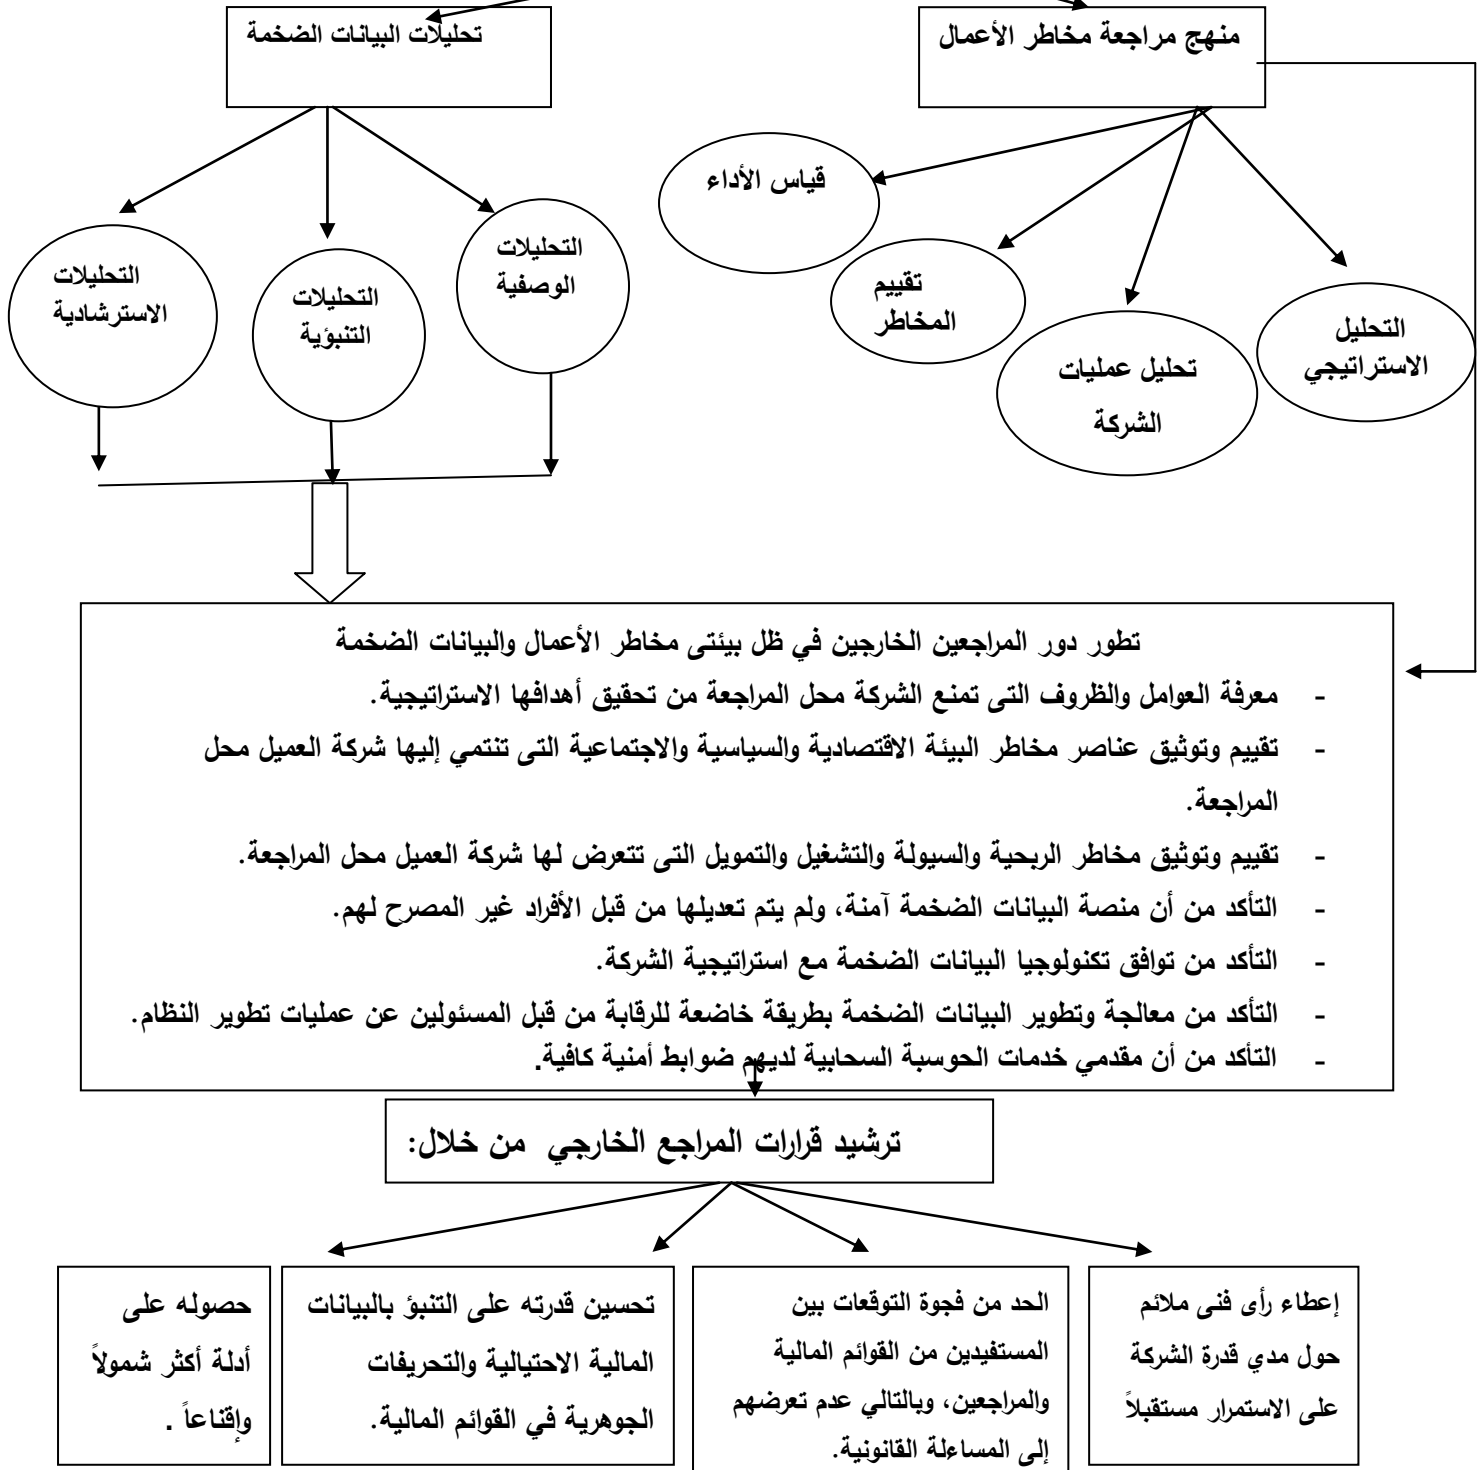 منهج مراجعة مخاطر الأعمال
تحليلات البيانات الضخمة
قياس الأداء
تقييم
المخاطر
تحليل عمليات
الشركة
التحليل
الاستراتيجي
التحليلات
الوصفية
التحليلات
التنبؤية
التحليلات
الاسترشادية
تطور دور المراجعين الخارجين في ظل بيئتى مخاطر الأعمال والبيانات الضخمة
- معرفة العوامل والظروف التى تمنع الشركة محل المراجعة من تحقيق أهدافها الاستراتيجية.
- تقييم وتوثيق عناصر مخاطر البيئة الاقتصادية والسياسية والاجتماعية التى تنتمي إليها شركة العميل محل
المراجعة.
- تقييم وتوثيق مخاطر الربحية والسيولة والتشغيل والتمويل التى تتعرض لها شركة العميل محل المراجعة.
- التأكد من أن منصة البيانات الضخمة آمنة، ولم يتم تعديلها من قبل الأفراد غير المصرح لهم.
- التأكد من توافق تكنولوجيا البيانات الضخمة مع استراتيجية الشركة.
- التأكد من معالجة وتطوير البيانات الضخمة بطريقة خاضعة للرقابة من قبل المسئولين عن عمليات تطوير النظام.
- التأكد من أن مقدمي خدمات الحوسبة السحابية لديهم ضوابط أمنية كافية.
ترشيد قرارات المراجع الخارجي من خلال:
إعطاء رأى فنى ملائم
حول مدي قدرة الشركة
على الاستمرار مستقبلاً
الحد من فجوة التوقعات بين
المستفيدين من القوائم المالية
والمراجعين، وبالتالي عدم تعرضهم
إلى المساءلة القانونية.
تحسين قدرته على التنبؤ بالبيانات
المالية الاحتيالية والتحريفات
الجوهرية في القوائم المالية.
حصوله على
أدلة أكثر شمولاً
وإقناعاً .